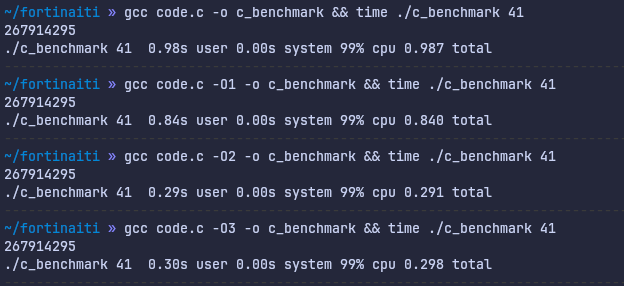 ~/fortinaiti » gcc code.c -o c_benchmark && time ./c_benchmark 41
267914295
./c_benchmark 41  0.98s user 0.00s system 99% cpu 0.987 total
~/fortinaiti » gcc code.c -O1 -o c_benchmark && time ./c_benchmark 41
267914295
./c_benchmark 41  0.84s user 0.00s system 99% cpu 0.840 total
~/fortinaiti » gcc code.c -O2 -o c_benchmark && time ./c_benchmark 41
267914295
./c_benchmark 41  0.29s user 0.00s system 99% cpu 0.291 total
~/fortinaiti » gcc code.c -O3 -o c_benchmark && time ./c_benchmark 41
267914295
./c_benchmark 41  0.30s user 0.00s system 99% cpu 0.298 total